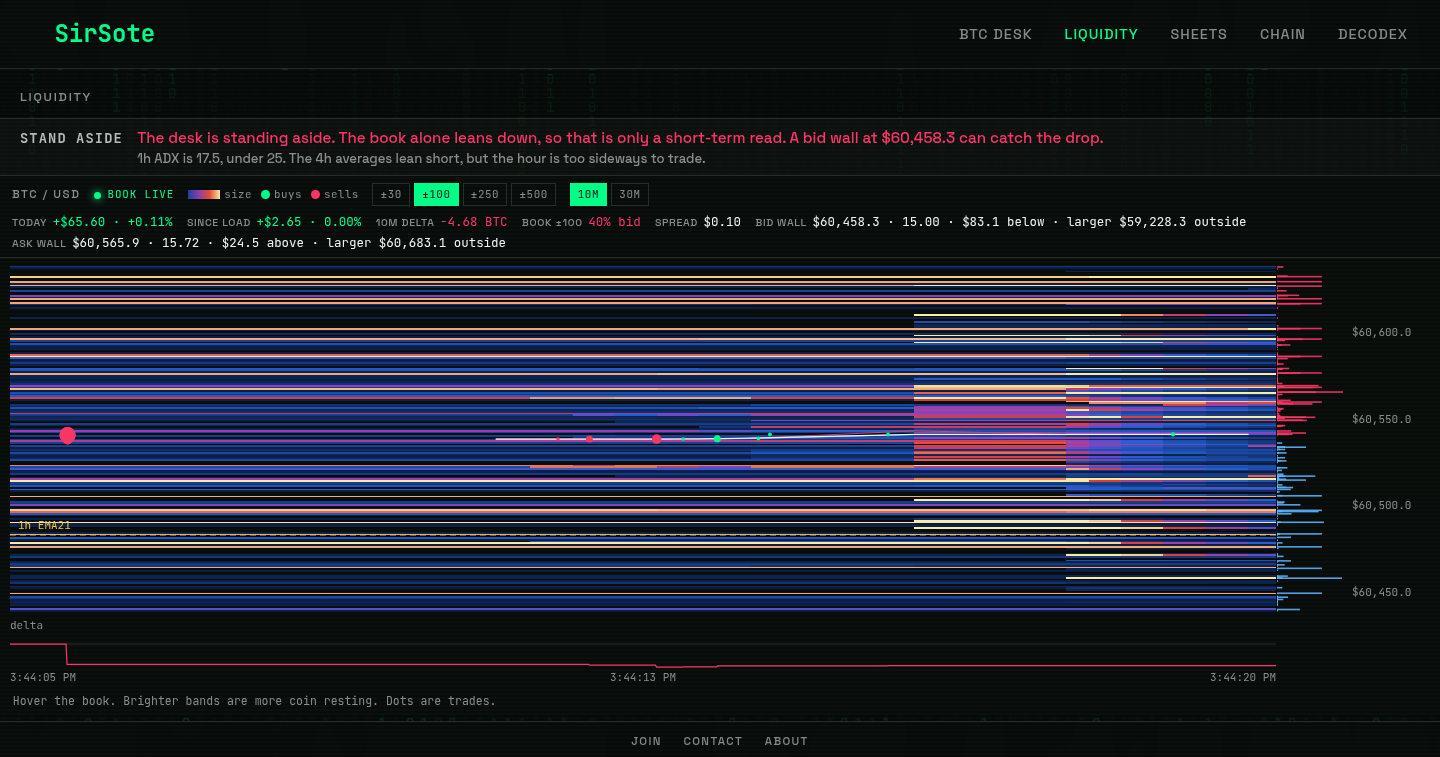 SirSote
BTC DESK LIQUIDITY SHEETS CHAIN DECODEX
LIQUIDITY
STAND ASIDE The desk is standing aside. The book alone leans down, so that is only a short-term read. A bid wall at $60,458.3 can catch the drop.
1h ADX is 17.5, under 25. The 4h averages lean short, but the hour is too sideways to trade.
BTC / USD BOOK LIVE size buys sells ±30 ±100 ±250 ±500 10M 30M
TODAY +$65.60 · +0.11% SINCE LOAD +$2.65 · 0.00% 10M DELTA -4.68 BTC BOOK ±100 40% bid SPREAD $0.10 BID WALL $60,458.3 · 15.00 · $83.1 below · larger $59,228.3 outside
ASK WALL $60,565.9 · 15.72 · $24.5 above · larger $60,683.1 outside
$60,600.0
$60,550.0
$60,500.0
1h EMA21
$60,450.0
delta
3:44:05 PM 3:44:13 PM 3:44:20 PM
Hover the book. Brighter bands are more coin resting. Dots are trades.
JOIN CONTACT ABOUT